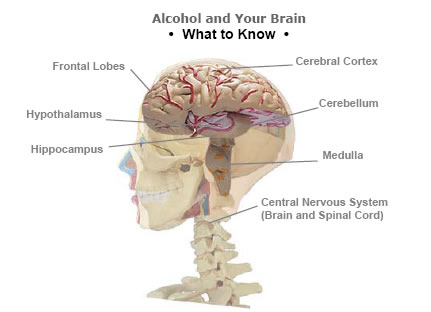 Alcohol and Your Brain
• What to Know •
Frontal Lobes
Cerebral Cortex
Hypothalamus
Cerebellum
Hippocampus
Medulla
Central Nervous System
(Brain and Spinal Cord)